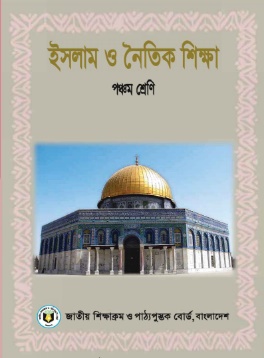 ইসলাম ও নৈতিক শিক্ষা
পঞ্চম শ্রেণি
জাতীয় শিক্ষাক্রম ও পাঠ্যপুস্তক বোর্ড, বাংলাদেশ